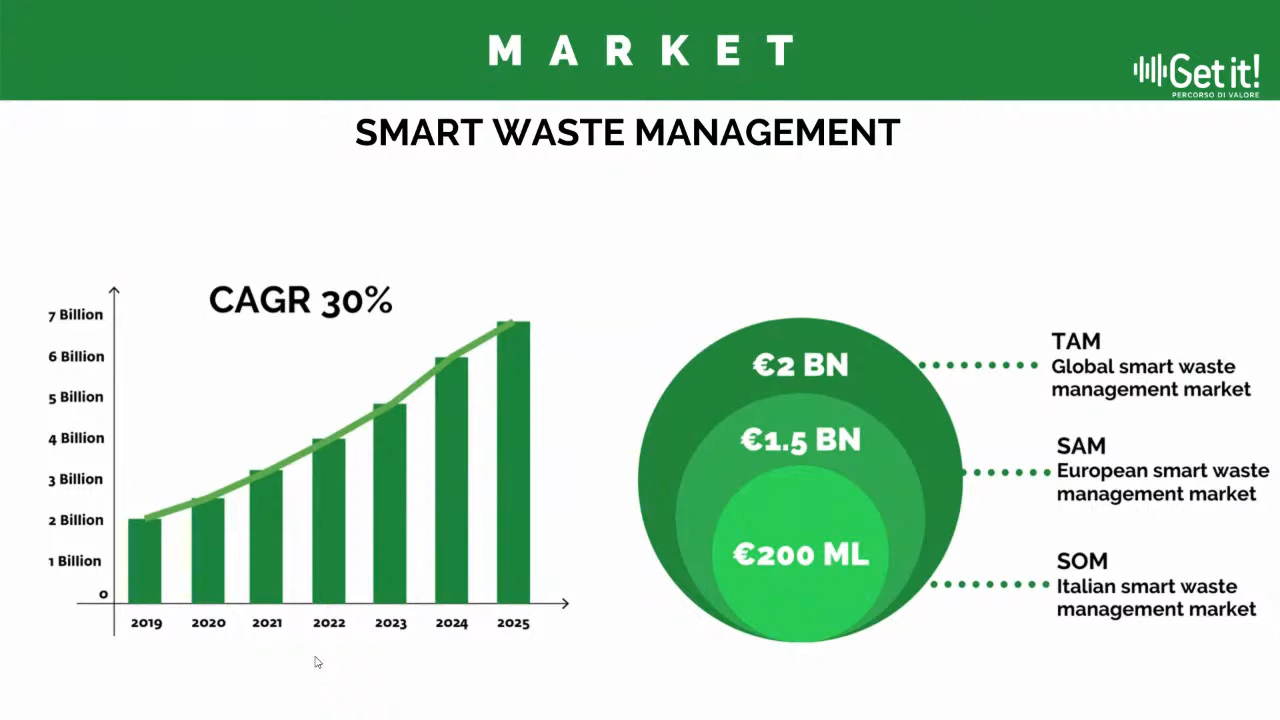 MARKET
Get it!
PERCORSO DI VALORE
SMART WASTE MANAGEMENT
CAGR 30%
7 Billion
6 Billion
5 Billion
4 Billion
3 Billion
2 Billion
1 Billion
0
2019 2020 2021 2022 2023 2024 2025
€2 BN
€1.5 BN
€200 ML
TAM
Global smart waste
management market
SAM
European smart waste
management market
SOM
Italian smart waste
management market